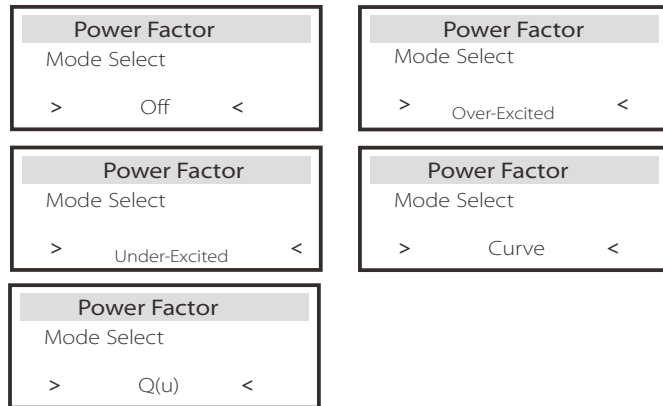 Power Factor
Mode Select
> Off <
Power Factor
Mode Select
> Over-Excited <
Power Factor
Mode Select
> Under-Excited <
Power Factor
Mode Select
> Curve <
Power Factor
Mode Select
> Q(u) <